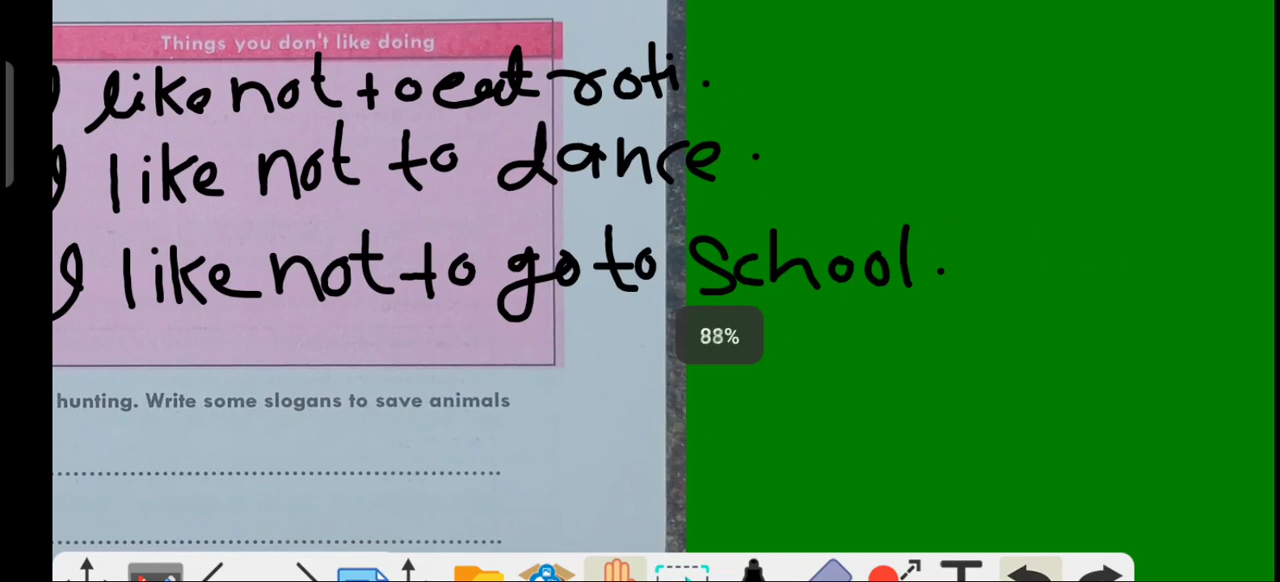 Things you don't like doing
I like not to eat roti.
I like not to dance.
I like not to go to school.
88%
hunting. Write some slogans to save animals